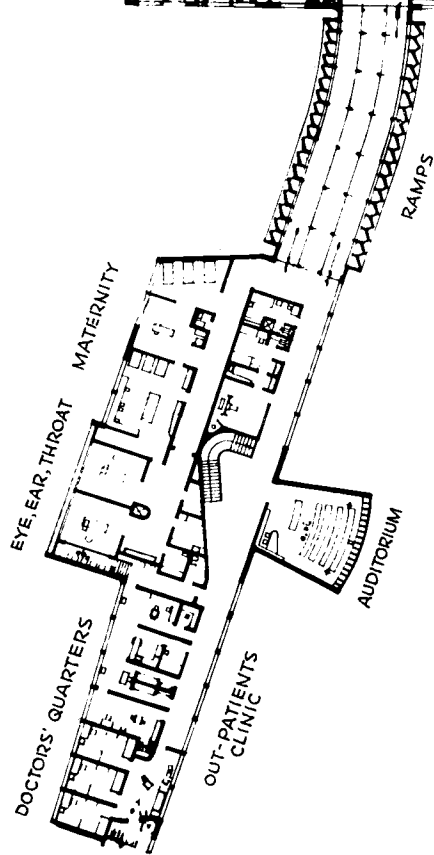 RAMPS
MATERNITY
EYE, EAR, THROAT
AUDITORIUM
DOCTORS' QUARTERS
OUT-PATIENTS
CLINIC